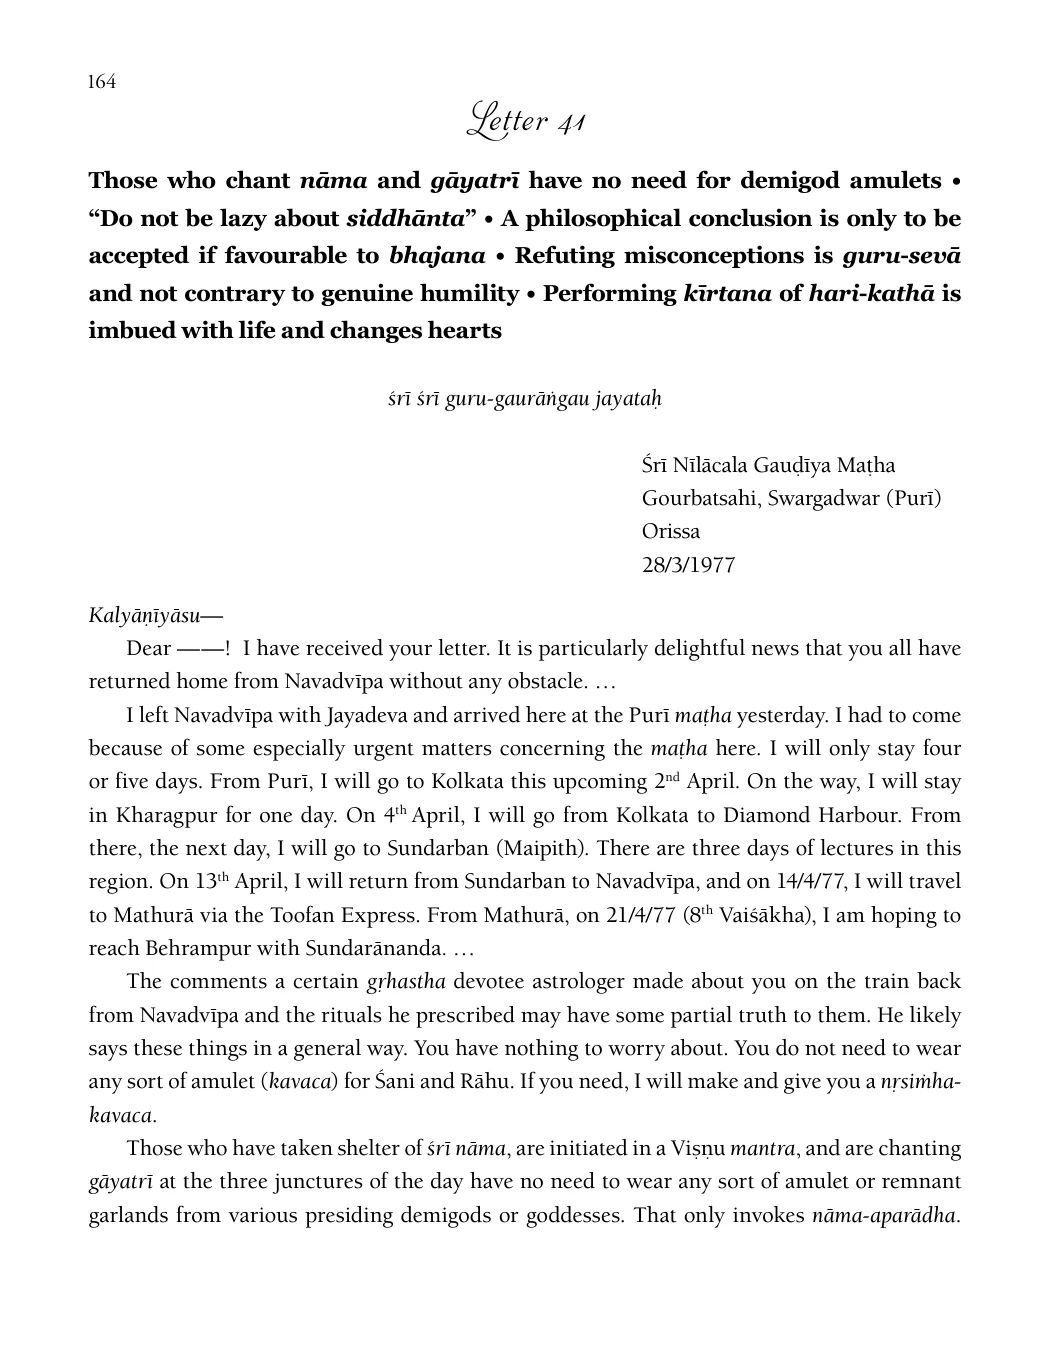 164
Letter 41
Those who chant nāma and gāyatrī have no need for demigod amulets •
“Do not be lazy about siddhānta” • A philosophical conclusion is only to be
accepted if favourable to bhajana • Refuting misconceptions is guru-sevā
and not contrary to genuine humility • Performing kīrtana of hari-kathā is
imbued with life and changes hearts
śrī śrī guru-gaurāṅgau jayataḥ
Śrī Nīlācala Gauḍīya Maṭha
Gourbatsahi, Swargadwar (Purī)
Orissa
28/3/1977
Kalyāṇīyāsu—
Dear ——! I have received your letter. It is particularly delightful news that you all have
returned home from Navadvīpa without any obstacle. …
I left Navadvīpa with Jayadeva and arrived here at the Purī maṭha yesterday. I had to come
because of some especially urgent matters concerning the maṭha here. I will only stay four
or five days. From Purī, I will go to Kolkata this upcoming 2nd April. On the way, I will stay
in Kharagpur for one day. On 4th April, I will go from Kolkata to Diamond Harbour. From
there, the next day, I will go to Sundarban (Maipith). There are three days of lectures in this
region. On 13th April, I will return from Sundarban to Navadvīpa, and on 14/4/77, I will travel
to Mathurā via the Toofan Express. From Mathurā, on 21/4/77 (8th Vaiśākha), I am hoping to
reach Behrampur with Sundarānanda. …
The comments a certain gṛhastha devotee astrologer made about you on the train back
from Navadvīpa and the rituals he prescribed may have some partial truth to them. He likely
says these things in a general way. You have nothing to worry about. You do not need to wear
any sort of amulet (kavaca) for Śani and Rāhu. If you need, I will make and give you a nṛsiṁha-
kavaca.
Those who have taken shelter of śrī nāma, are initiated in a Viṣṇu mantra, and are chanting
gāyatrī at the three junctures of the day have no need to wear any sort of amulet or remnant
garlands from various presiding demigods or goddesses. That only invokes nāma-aparādha.